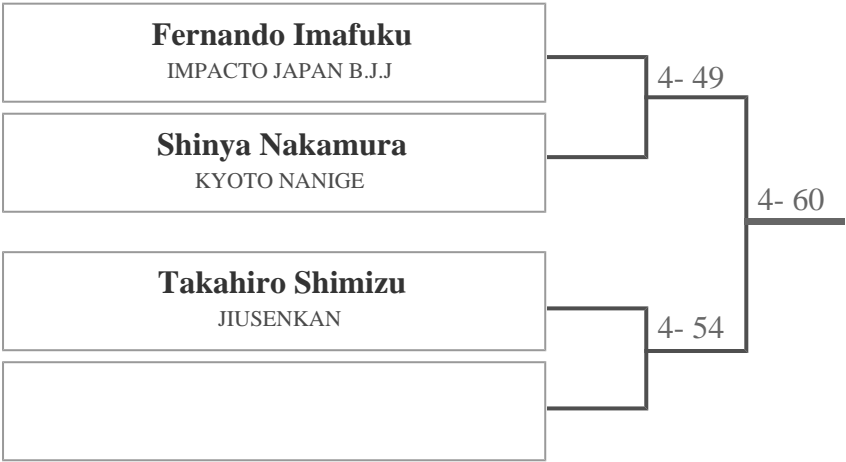 Fernando Imafuku
IMPACTO JAPAN B.J.J
4- 49
Shinya Nakamura
KYOTO NANIGE
4- 60
Takahiro Shimizu
JIUSENKAN
4- 54